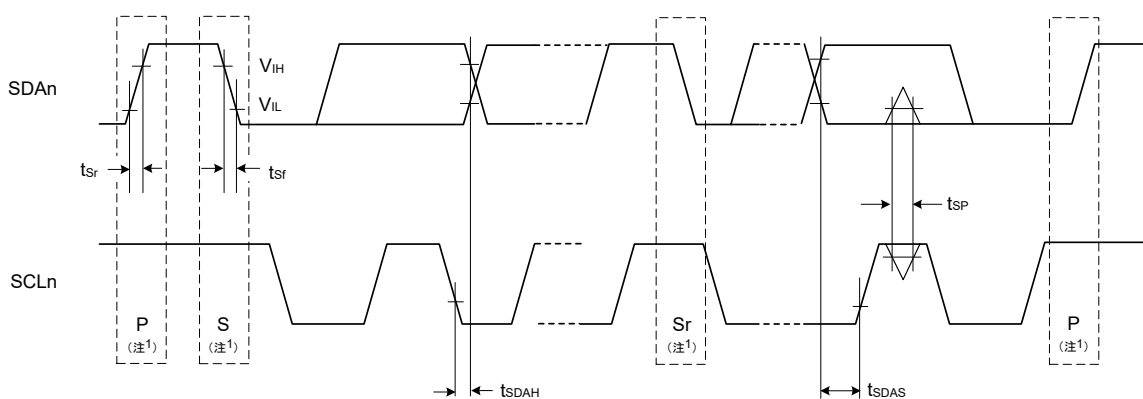 SDAn
VIH
VIL
tSr
tSf
tSP
SCLn
P
(注1)
S
(注1)
Sr
(注1)
P
(注1)
tSDAH
tSDAS